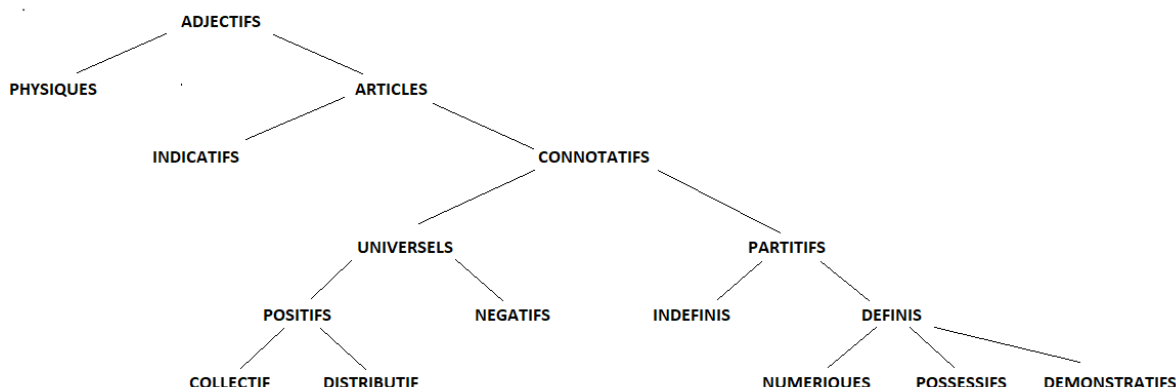 ADJECTIFS
PHYSIQUES ARTICLES
INDICATIFS CONNOTATIFS
UNIVERSELS PARTITIFS
POSITIFS NEGATIFS INDEFINIS DEFINIS
COLLECTIF DISTRIBUTIF NUMERIQUES POSSESSIFS DEMONSTRATIFS